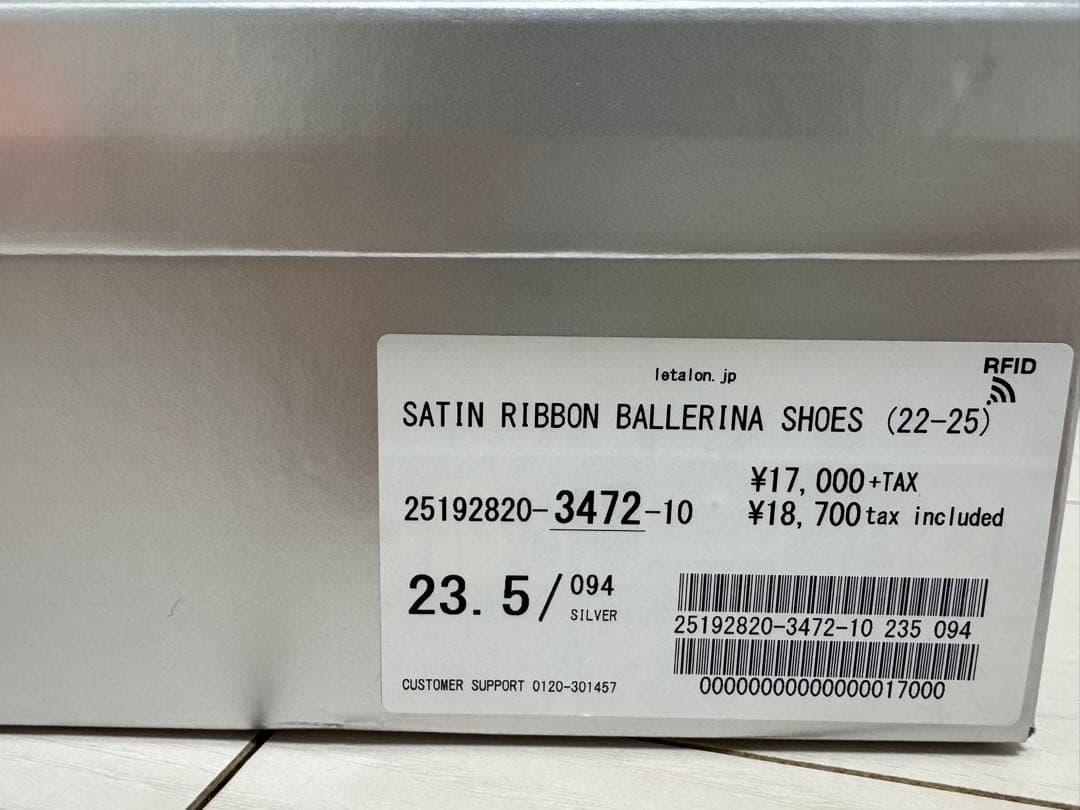 letalon.jp
RFID
SATIN RIBBON BALLERINA SHOES (22-25)
25192820-3472-10
¥17,000+TAX
¥18,700tax included
23.5/094
SILVER
25192820-3472-10 235 094
000000000000000017000
CUSTOMER SUPPORT 0120-301457